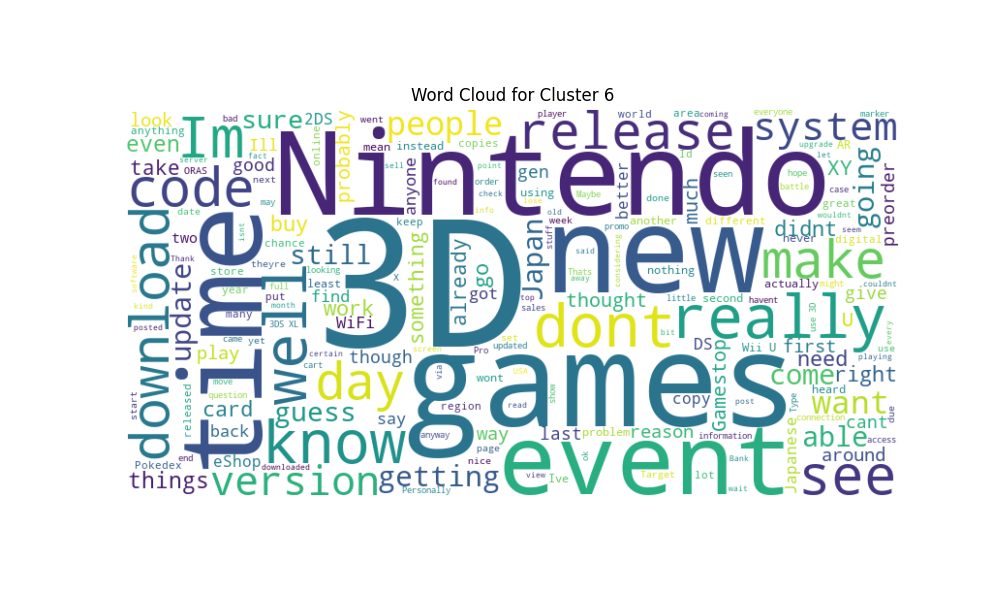 Word Cloud for Cluster 6
look
anything
even
Im
sure
2DS
Ill
take
ORAS
server
bad
fact
good
next
code
may
Nintendo
online
probably
went
mean
people
instead
copies
anyone
sell
found
point
order
check
lose
info
release
player
coming
world
area
everyone
marker
system
AR
upgrade
let
XY
Id
seen
hope
battle
case
going
preorder
gen
using
Maybe
done
better
much
great
wouldnt
download
date
two
Thank
update
time
isnt
buy
chance
theyre
store
year
many
still
looking
least
find
full
put
month
well
3DS XL
came
yet
work
WiFi
3D
keep
X
something
already
go
got
Japan
old
week
stuff
promo
said
Thats
away
considering
another
different
nothing
new
didnt
never
digital
seem
actually
might
couldnt
make
give
thought
little
second
havent
use 3D
U
top
sales
dont
bit
really
use
every
software
kind
posted
released
play
move
question
card
back
start
certain
cart
though
screen
Pro
updated
set
via
USA
wont
day
guess
say
games
show
region
read
DS
Wii U
first
playing
need
come
right
copy
Gamestop
post
Type
heard
want
connection
due
end
Pokedex
things
eShop
downloaded
version
know
anyway
getting
Personally
way
page
nice
event
last
problem
reason
view
Ive
ok
Target
information
lot
Bank
wait
Japanese
able
cant
access
around
see